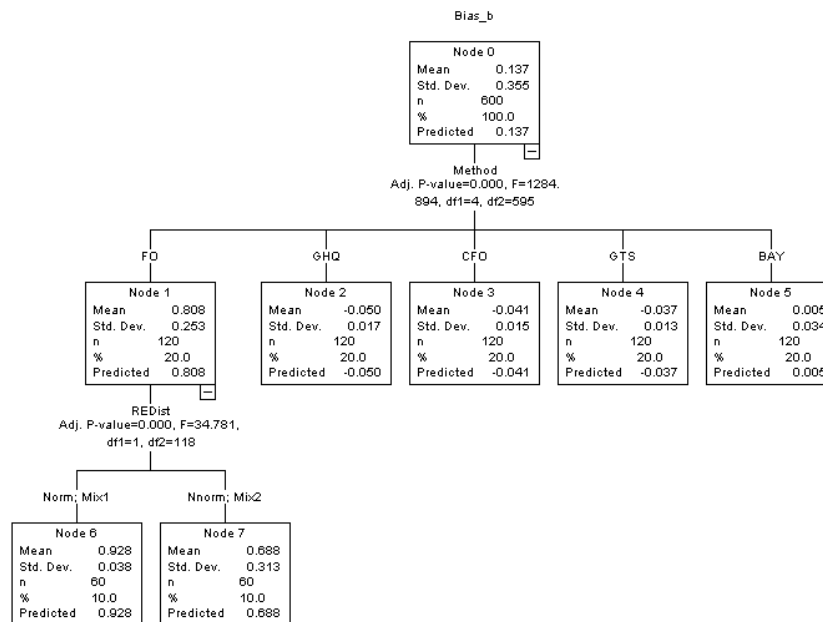 Bias_b
Node 0
Mean 0.137
Std. Dev. 0.355
n 600
% 100.0
Predicted 0.137
Method
Adj. P-value=0.000, F=1284.
894, df1=4, df2=595
FO
GHQ
CFO
GTS
BAY
Node 1
Mean 0.808
Std. Dev. 0.253
n 120
% 20.0
Predicted 0.808
Node 2
Mean -0.050
Std. Dev. 0.017
n 120
% 20.0
Predicted -0.050
Node 3
Mean -0.041
Std. Dev. 0.015
n 120
% 20.0
Predicted -0.041
Node 4
Mean -0.037
Std. Dev. 0.013
n 120
% 20.0
Predicted -0.037
Node 5
Mean 0.005
Std. Dev. 0.034
n 120
% 20.0
Predicted 0.005
REDist
Adj. P-value=0.000, F=34.781,
df1=1, df2=118
Norm; Mix1
Nnorm; Mix2
Node 6
Mean 0.928
Std. Dev. 0.038
n 60
% 10.0
Predicted 0.928
Node 7
Mean 0.688
Std. Dev. 0.313
n 60
% 10.0
Predicted 0.688